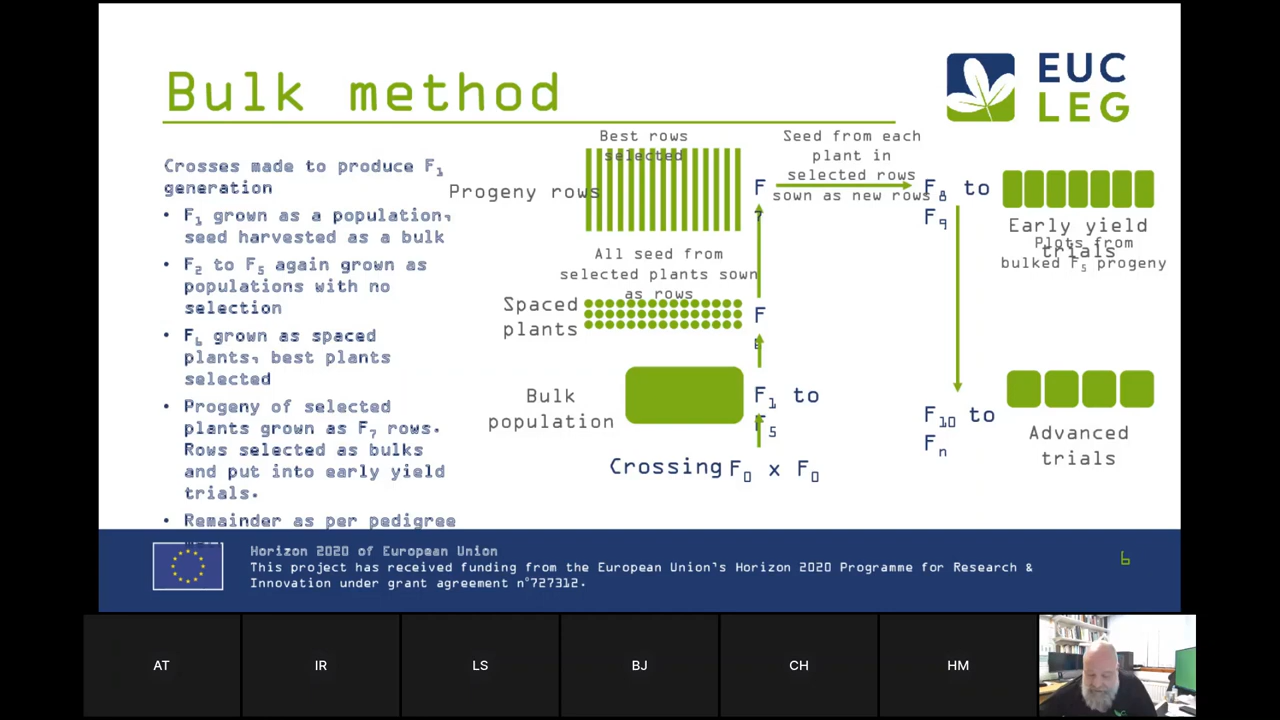 Bulk method
EUC
LEG
Crosses made to produce F₁
generation
• F₁ grown as a population,
seed harvested as a bulk
• F₂ to F₅ again grown as
populations with no
selection
• F₆ grown as spaced
plants, best plants
selected
• Progeny of selected
plants grown as F₇ rows.
Rows selected as bulks
and put into early yield
trials.
• Remainder as per pedigree
Best rows
selected
Progeny rows
F
7
Seed from each
plant in
selected rows
sown as new rows
F₈ to
F₉
Early yield
trials
Plots from
bulked F₅ progeny
All seed from
selected plants sown
as rows
Spaced
plants
F
Bulk
population
F₁ to
F₅
Crossing F₀ x F₀
F₁₀ to
Fₙ
Advanced
trials
Horizon 2020 of European Union
This project has received funding from the European Union's Horizon 2020 Programme for Research &
Innovation under grant agreement n°727312.
6
AT
IR
LS
BJ
CH
HM